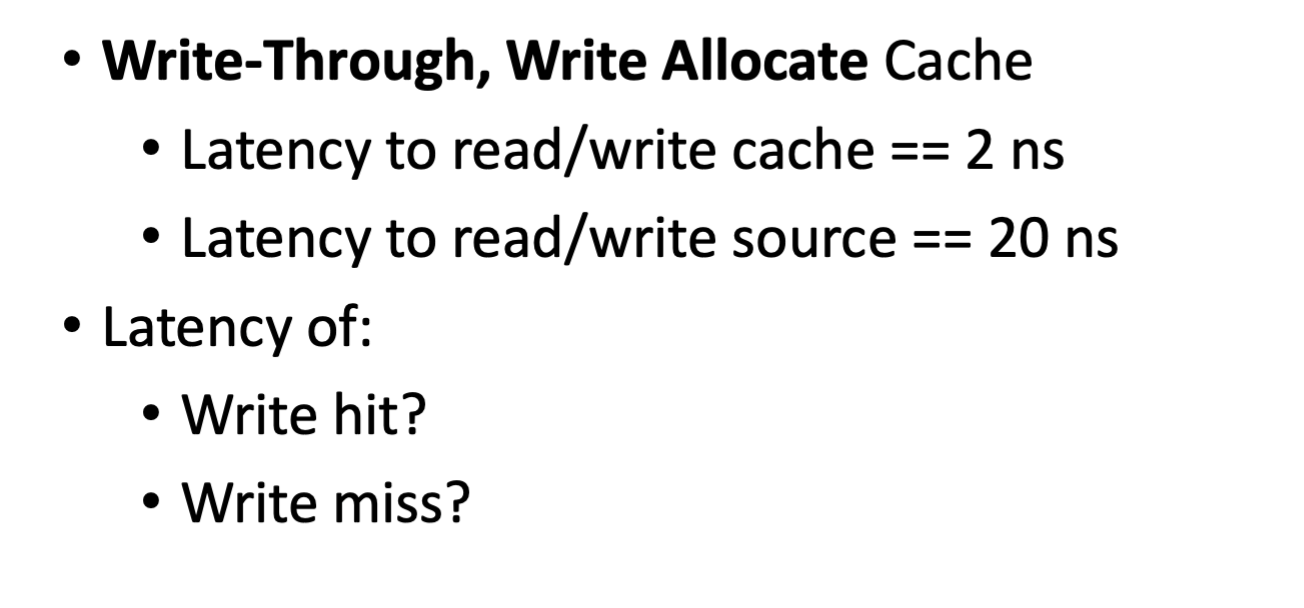 • Write-Through, Write Allocate Cache
• Latency to read/write cache == 2 ns
• Latency to read/write source == 20 ns
• Latency of:
• Write hit?
• Write miss?